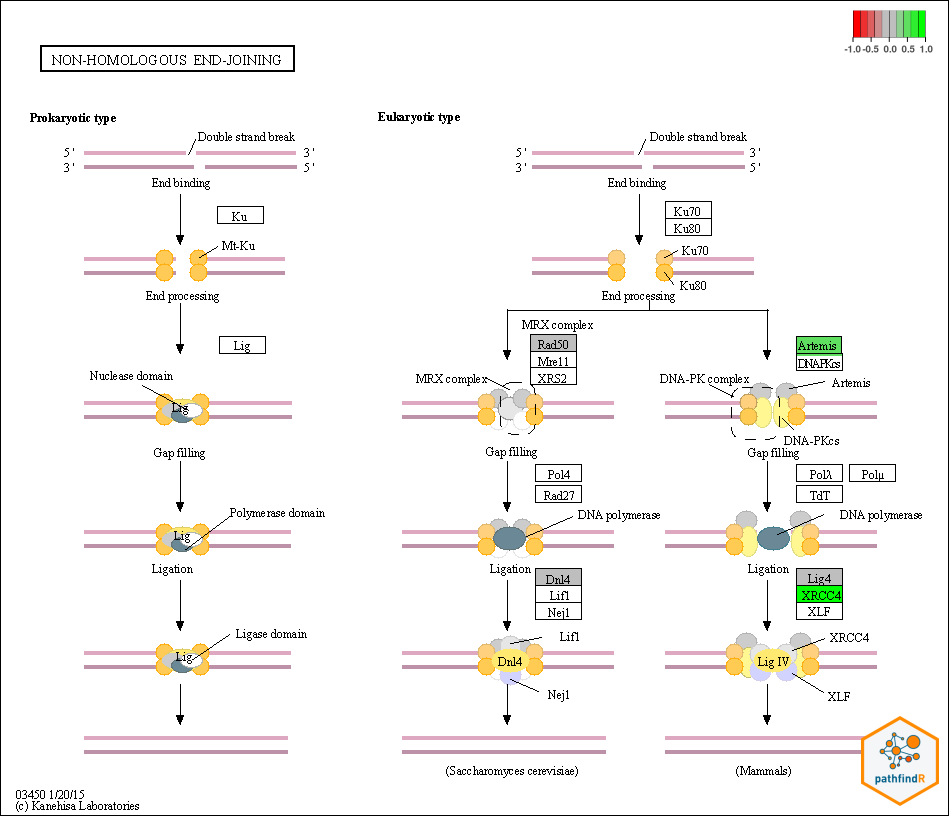 -1.0 -0.5 0.0 0.5 1.0
NON-HOMOLOGOUS END-JOINING
Prokaryotic type
Eukaryotic type
Double strand break
5' 3'
3' 5'
End binding
Ku
Mt-Ku
End processing
Lig
Nuclease domain
Lig
Gap filling
Polymerase domain
Lig
Ligation
Ligase domain
Lig
Double strand break
5' 3'
3' 5'
End binding
Ku70
Ku80
Ku70
Ku80
End processing
MRX complex
Rad50
Mre11
XRS2
MRX complex
Gap filling
Pol4
Rad27
DNA polymerase
Ligation
Dnl4
Lif1
Nej1
Lif1
Dnl4
Nej1
(Saccharomyces cerevisiae)
Artemis
DNAPKcs
DNA-PK complex
Artemis
DNA-PKcs
Gap filling
Polλ Polμ
TdT
DNA polymerase
Ligation
Lig4
XRCC4
XLF
XRCC4
Lig IV
XLF
(Mammals)
pathfindR
03450 1/20/15
(c) Kanehisa Laboratories